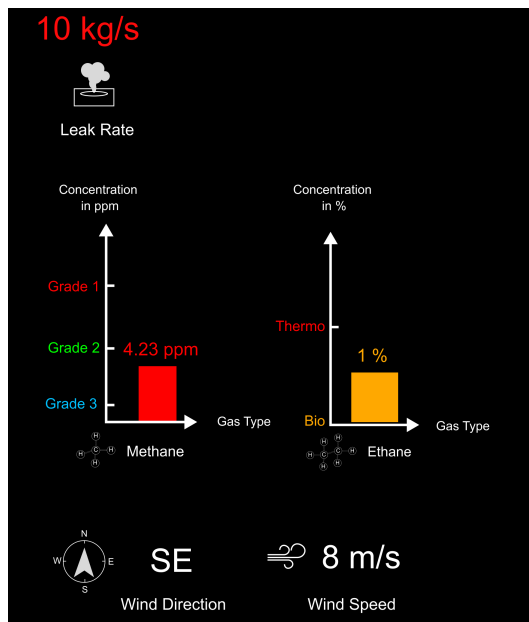 10 kg/s
Leak Rate
Concentration
in ppm
Grade 1
Grade 2
4.23 ppm
Grade 3
Gas Type
H
H C H
H
Methane
Concentration
in %
Thermo
1 %
Bio
Gas Type
H H
H C C H
H H
Ethane
N
W E
S
SE
Wind Direction
8 m/s
Wind Speed